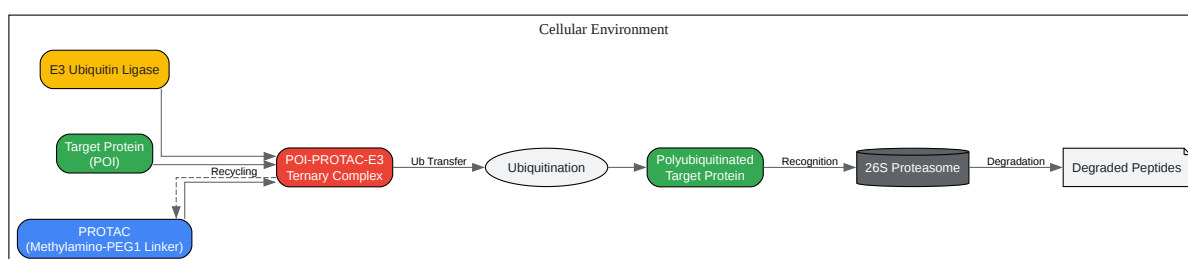 Cellular Environment
E3 Ubiquitin Ligase
Target Protein
(POI)
Recycling
PROTAC
(Methylamino-PEG1 Linker)
POI-PROTAC-E3
Ternary Complex
Ub Transfer
Ubiquitination
Polyubiquitinated
Target Protein
Recognition
26S Proteasome
Degradation
Degraded Peptides